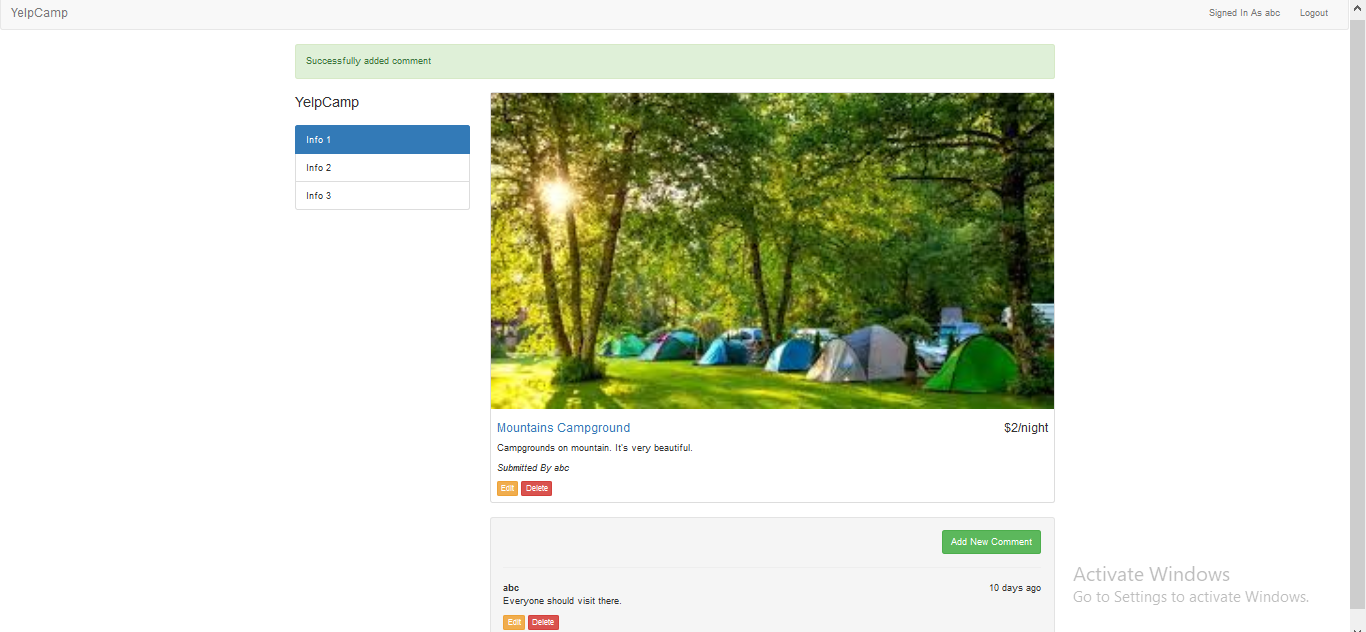 YelpCamp
Signed In As abc
Logout
Successfully added comment
YelpCamp
Info 1
Info 2
Info 3
Mountains Campground
$2/night
Campgrounds on mountain. It's very beautiful.
Submitted By abc
Edit
Delete
Add New Comment
abc
10 days ago
Everyone should visit there.
Edit
Delete
Activate Windows
Go to Settings to activate Windows.